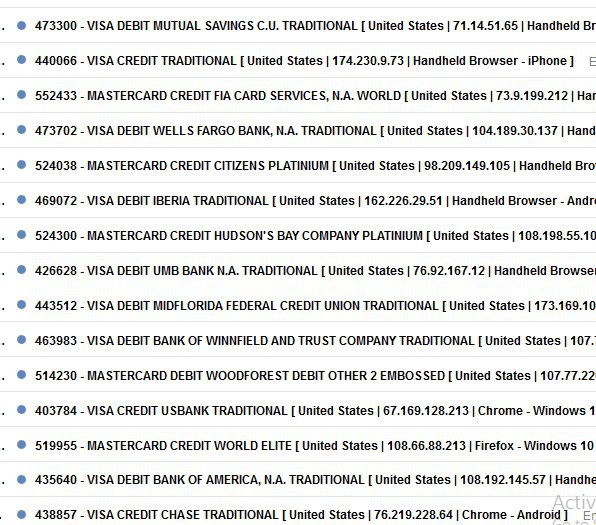 . 473300 - VISA DEBIT MUTUAL SAVINGS C.U. TRADITIONAL [ United States | 71.14.51.65 | Handheld Br
. 440066 - VISA CREDIT TRADITIONAL [ United States | 174.230.9.73 | Handheld Browser - iPhone ] E
. 552433 - MASTERCARD CREDIT FIA CARD SERVICES, N.A. WORLD [ United States | 73.9.199.212 | Han
. 473702 - VISA DEBIT WELLS FARGO BANK, N.A. TRADITIONAL [ United States | 104.189.30.137 | Hand
. 524038 - MASTERCARD CREDIT CITIZENS PLATINIUM [ United States | 98.209.149.105 | Handheld Bro
. 469072 - VISA DEBIT IBERIA TRADITIONAL [ United States | 162.226.29.51 | Handheld Browser - Andr
. 524300 - MASTERCARD CREDIT HUDSON'S BAY COMPANY PLATINIUM [ United States | 108.198.55.10
. 426628 - VISA DEBIT UMB BANK N.A. TRADITIONAL [ United States | 76.92.167.12 | Handheld Browser
. 443512 - VISA DEBIT MIDFLORIDA FEDERAL CREDIT UNION TRADITIONAL [ United States | 173.169.10
. 463983 - VISA DEBIT BANK OF WINNFIELD AND TRUST COMPANY TRADITIONAL [ United States | 107.
. 514230 - MASTERCARD DEBIT WOODFOREST DEBIT OTHER 2 EMBOSSED [ United States | 107.77.22
. 403784 - VISA CREDIT USBANK TRADITIONAL [ United States | 67.169.128.213 | Chrome - Windows 1
. 519955 - MASTERCARD CREDIT WORLD ELITE [ United States | 108.66.88.213 | Firefox - Windows 10
. 435640 - VISA DEBIT BANK OF AMERICA, N.A. TRADITIONAL [ United States | 108.192.145.57 | Handhe
Activ
. 438857 - VISA CREDIT CHASE TRADITIONAL [ United States | 76.219.228.64 | Chrome - Android ] En